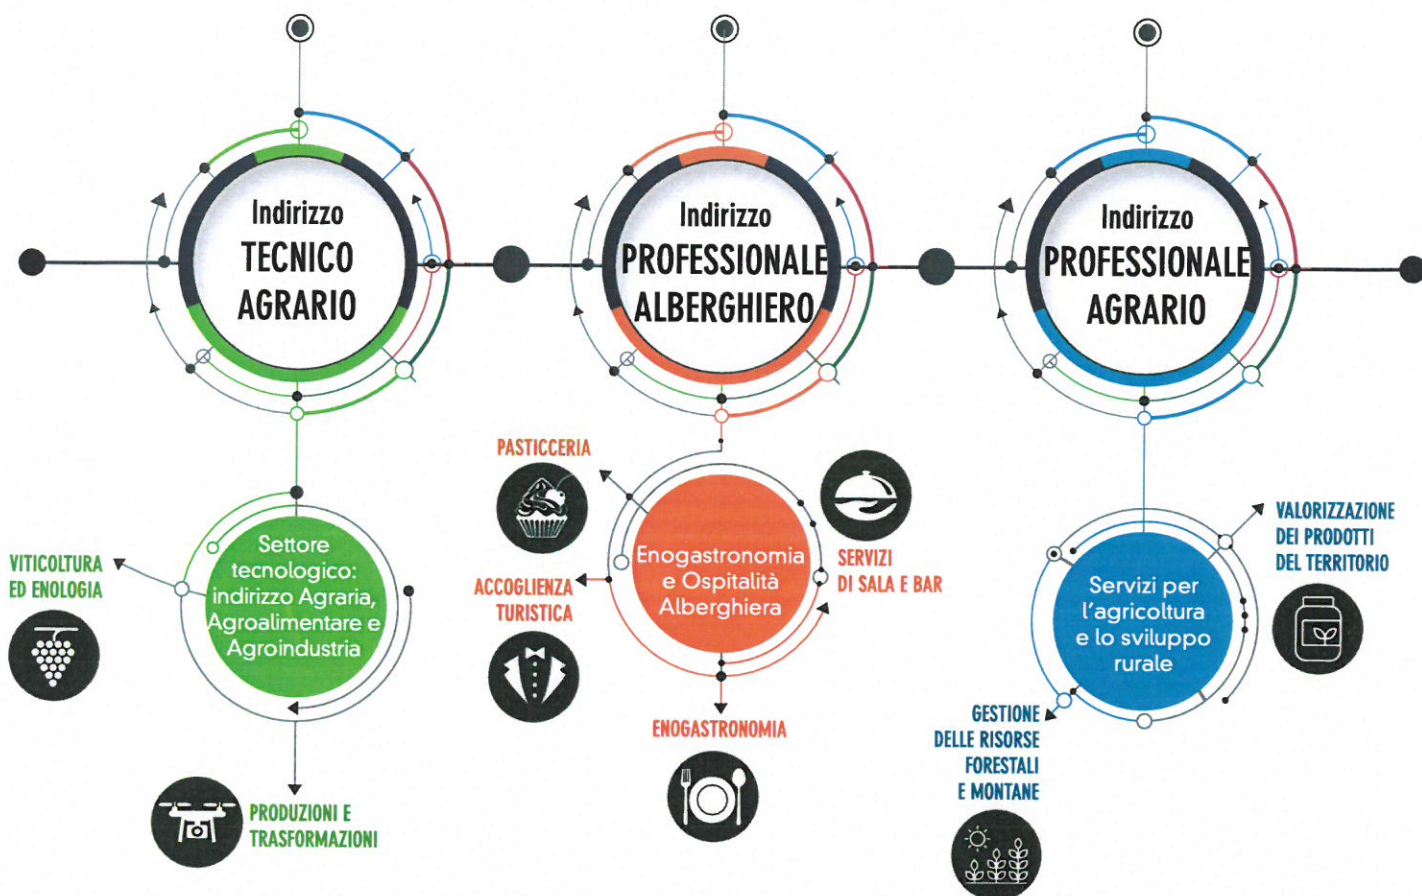 Indirizzo
TECNICO
AGRARIO
Indirizzo
PROFESSIONALE
ALBERGHIERO
Indirizzo
PROFESSIONALE
AGRARIO
VITICOLTURA
ED ENOLOGIA
Settore
tecnologico:
indirizzo Agraria,
Agroalimentare e
Agroindustria
PRODUZIONI E
TRASFORMAZIONI
PASTICCERIA
ACCOGLIENZA
TURISTICA
Enogastronomia
e Ospitalità
Alberghiera
SERVIZI
DI SALA E BAR
ENOGASTRONOMIA
Servizi per
l'agricoltura
e lo sviluppo
rurale
VALORIZZAZIONE
DEI PRODOTTI
DEL TERRITORIO
GESTIONE
DELLE RISORSE
FORESTALI
E MONTANE